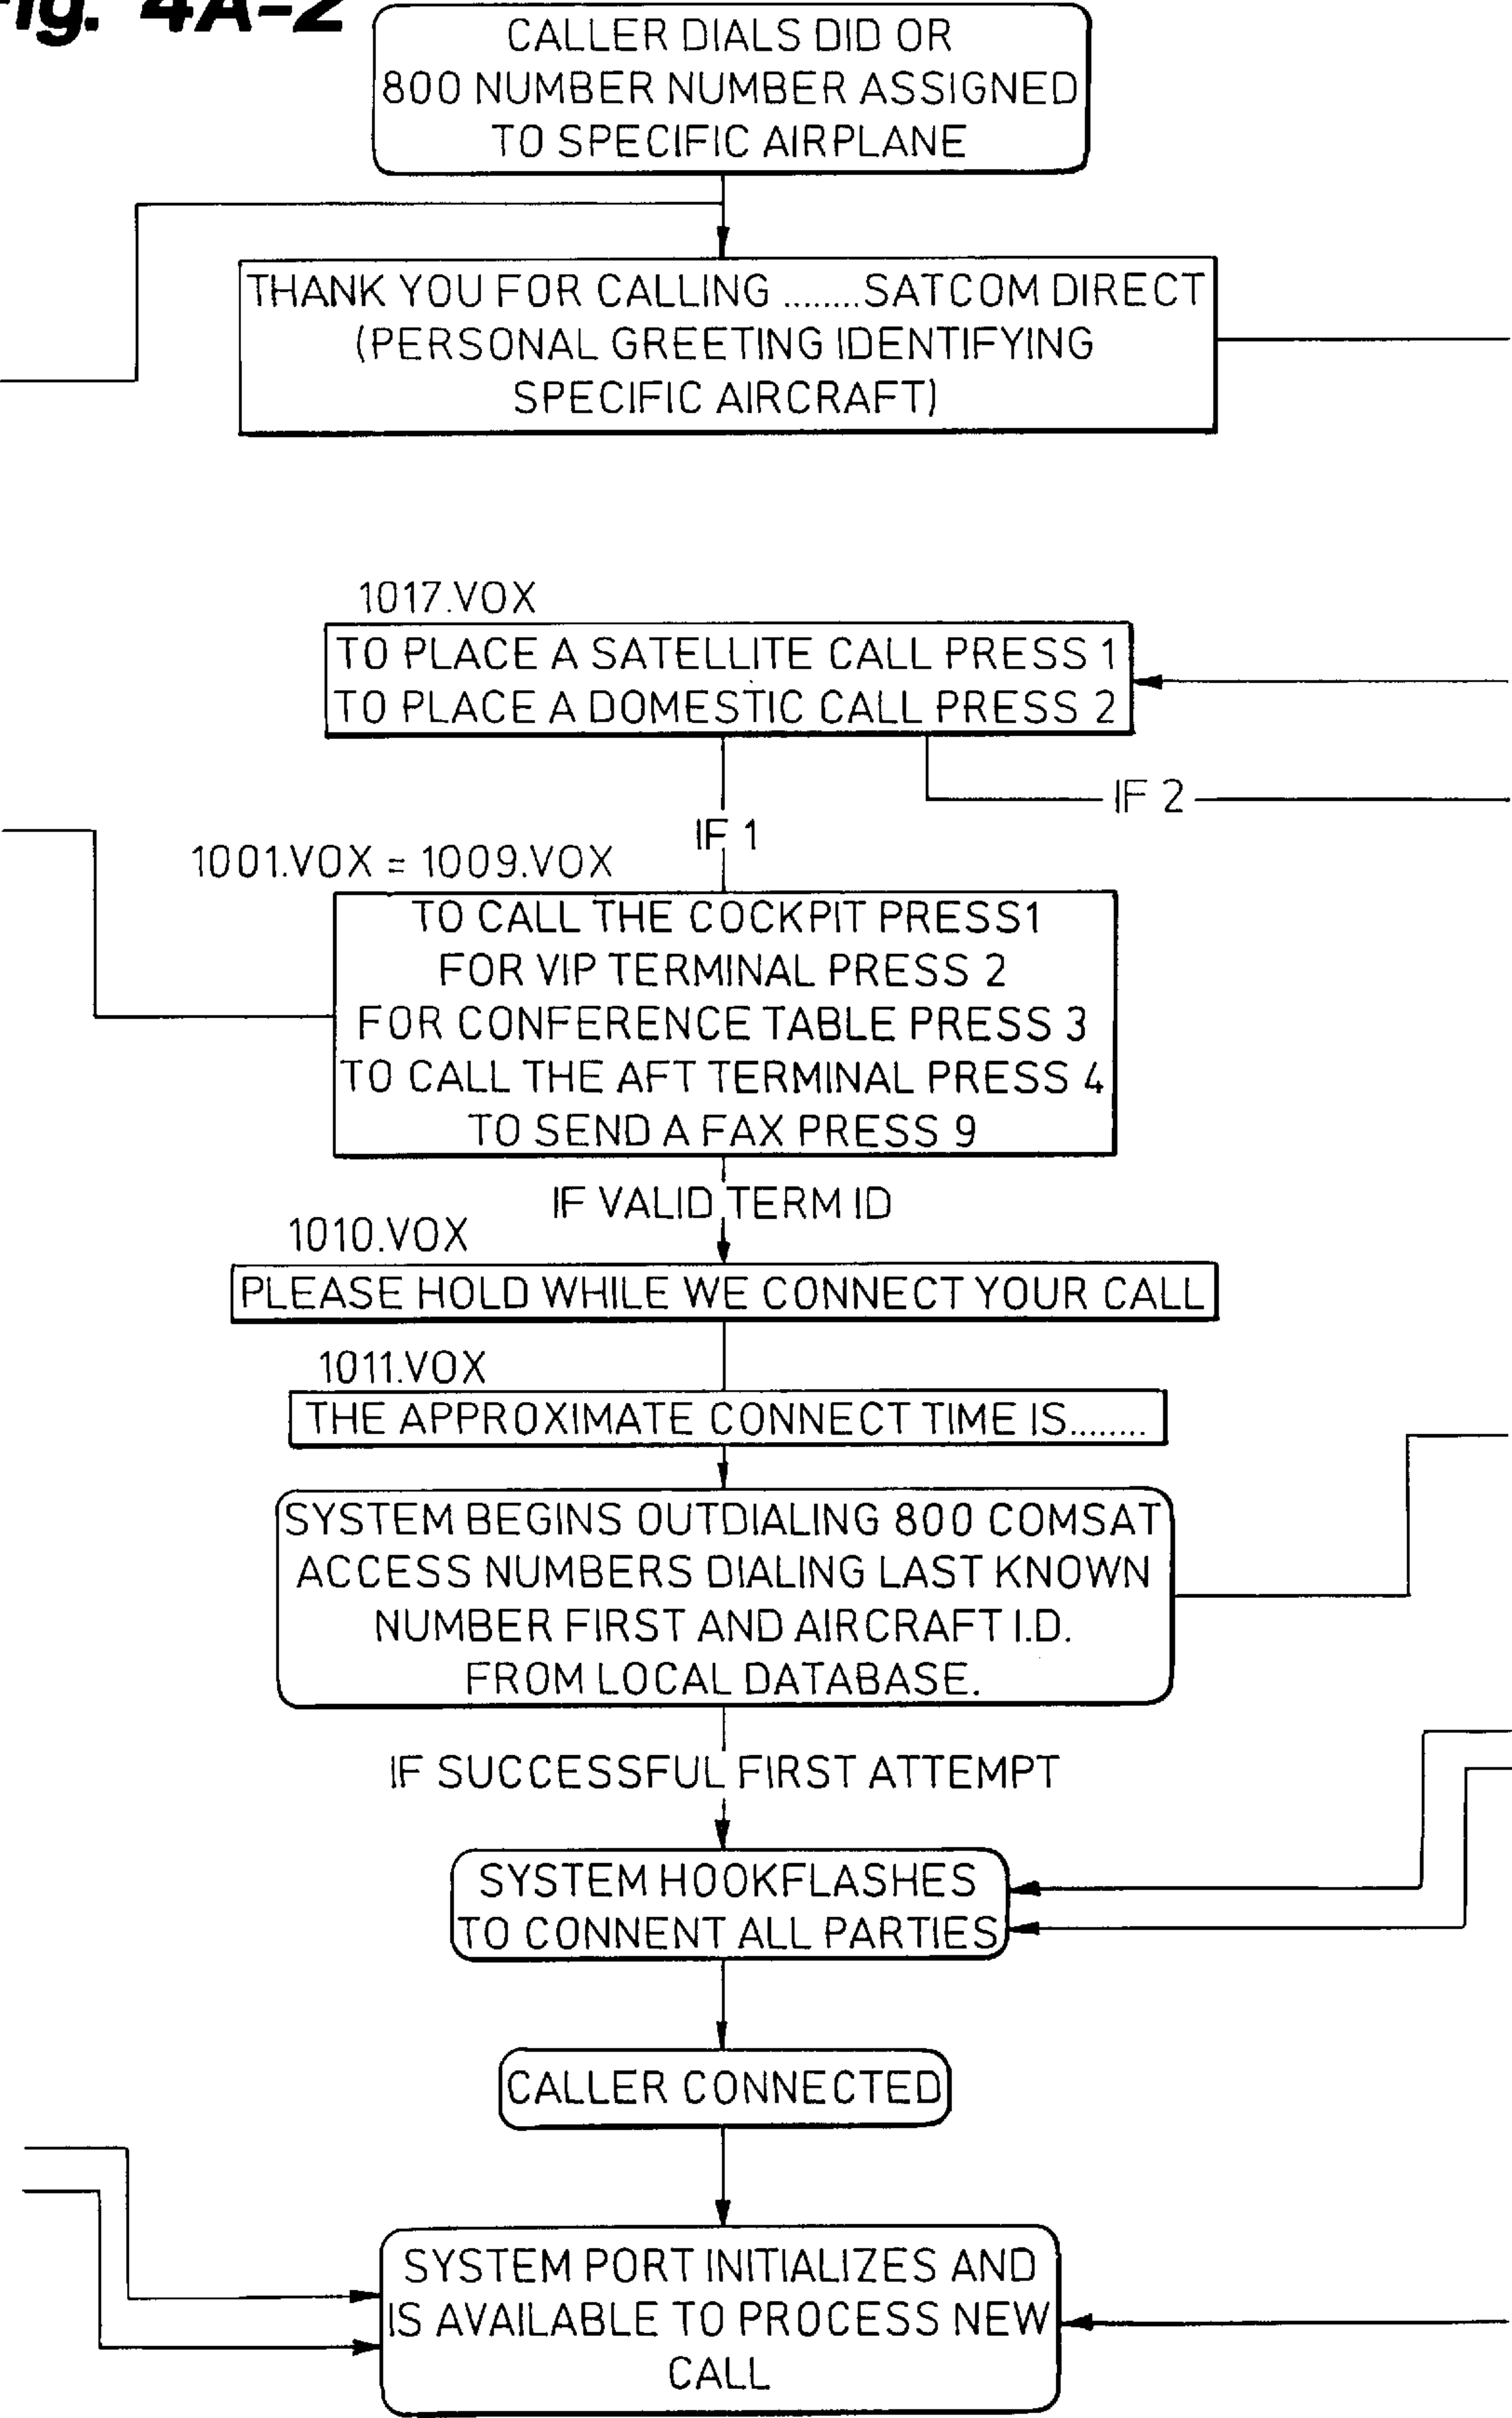 Fig. 4A-2
CALLER DIALS DID OR
800 NUMBER NUMBER ASSIGNED
TO SPECIFIC AIRPLANE
THANK YOU FOR CALLING ........SATCOM DIRECT
(PERSONAL GREETING IDENTIFYING
SPECIFIC AIRCRAFT)
1017.VOX
TO PLACE A SATELLITE CALL PRESS 1
TO PLACE A DOMESTIC CALL PRESS 2
IF 2
IF 1
1001.VOX = 1009.VOX
TO CALL THE COCKPIT PRESS1
FOR VIP TERMINAL PRESS 2
FOR CONFERENCE TABLE PRESS 3
TO CALL THE AFT TERMINAL PRESS 4
TO SEND A FAX PRESS 9
IF VALID TERM ID
1010.VOX
PLEASE HOLD WHILE WE CONNECT YOUR CALL
1011.VOX
THE APPROXIMATE CONNECT TIME IS........
SYSTEM BEGINS OUTDIALING 800 COMSAT
ACCESS NUMBERS DIALING LAST KNOWN
NUMBER FIRST AND AIRCRAFT I.D.
FROM LOCAL DATABASE.
IF SUCCESSFUL FIRST ATTEMPT
SYSTEM HOOKFLASHES
TO CONNENT ALL PARTIES
CALLER CONNECTED
SYSTEM PORT INITIALIZES AND
IS AVAILABLE TO PROCESS NEW
CALL